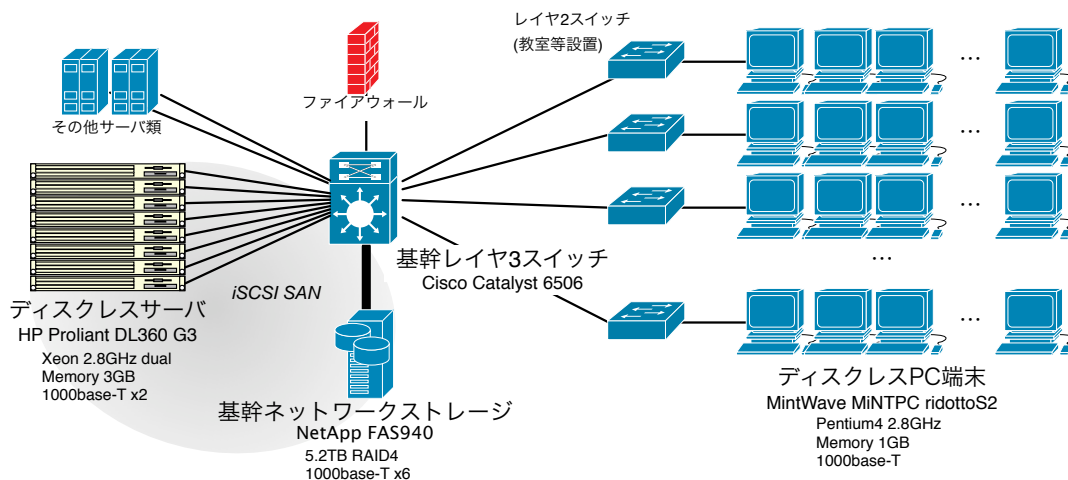 レイヤ2スイッチ
(教室等設置)
...
ファイアウォール
その他サーバ類
...
...
...
基幹レイヤ3スイッチ
Cisco Catalyst 6506
iSCSI SAN
ディスクレスサーバ
HP Proliant DL360 G3
Xeon 2.8GHz dual
Memory 3GB
1000base-T x2
...
基幹ネットワークストレージ
NetApp FAS940
5.2TB RAID4
1000base-T x6
ディスクレスPC端末
MintWave MiNTPC ridottoS2
Pentium4 2.8GHz
Memory 1GB
1000base-T